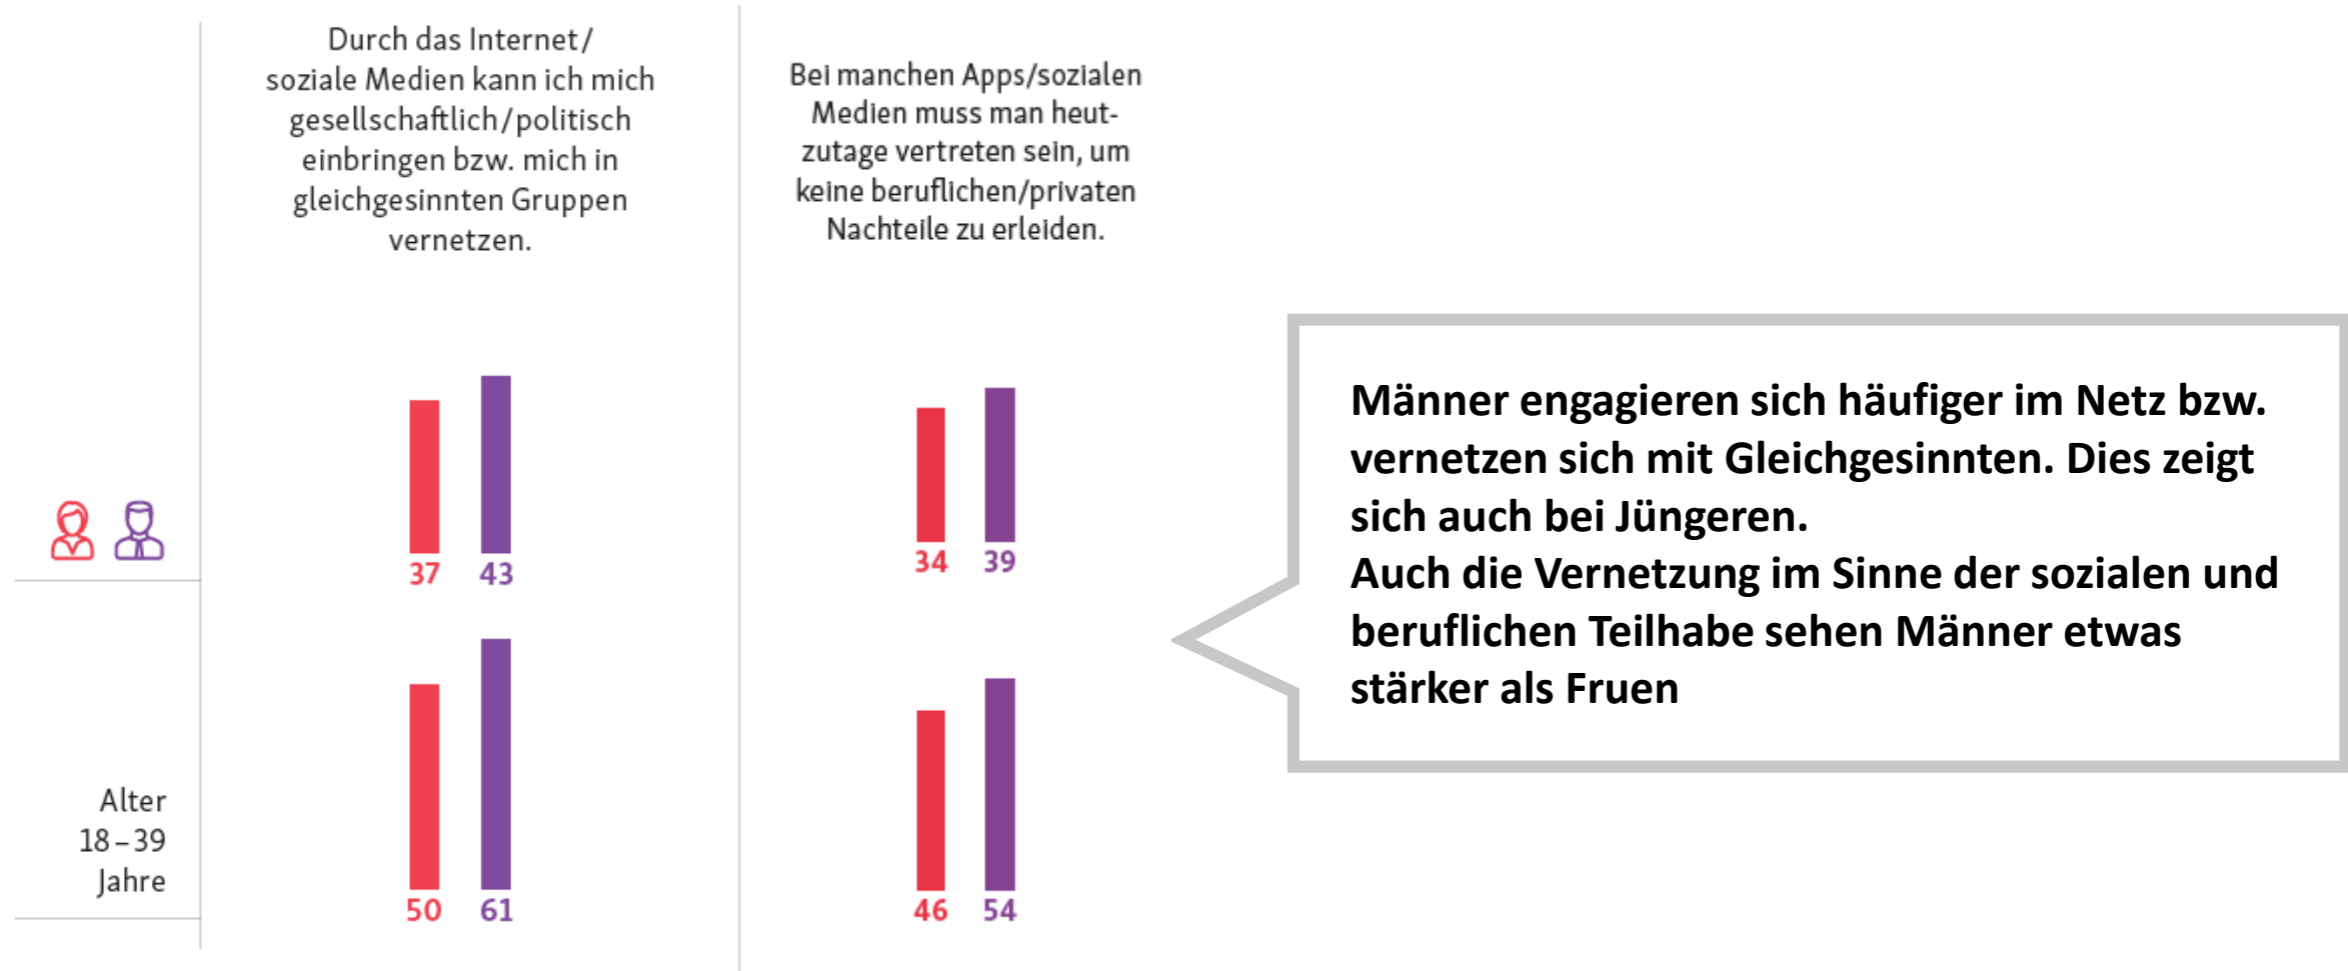 Durch das Internet/
soziale Medien kann ich mich
gesellschaftlich/politisch
einbringen bzw. mich in
gleichgesinnten Gruppen
vernetzen.
Bei manchen Apps/sozialen
Medien muss man heut-
zutage vertreten sein, um
keine beruflichen/privaten
Nachteile zu erleiden.
37 43
34 39
Alter
18–39
Jahre
50 61
46 54
Männer engagieren sich häufiger im Netz bzw.
vernetzen sich mit Gleichgesinnten. Dies zeigt
sich auch bei Jüngeren.
Auch die Vernetzung im Sinne der sozialen und
beruflichen Teilhabe sehen Männer etwas
stärker als Fruen